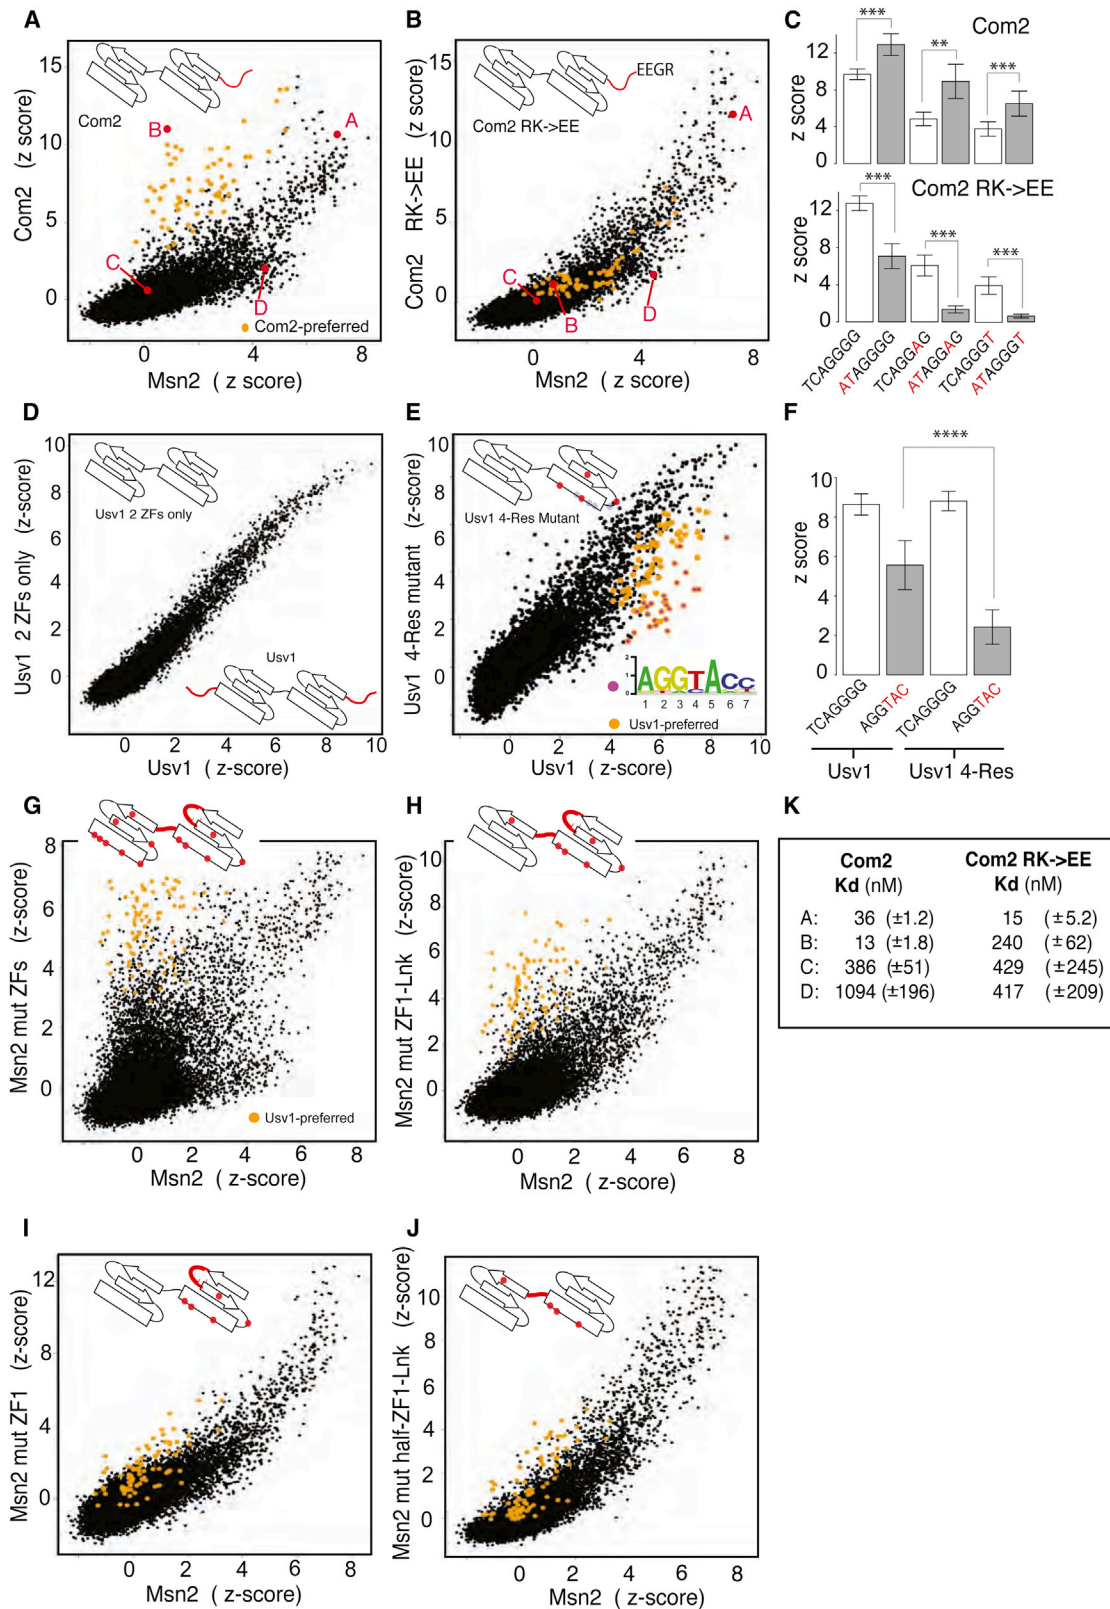 A
Com2 (z score)
15
10
5
0
Com2
B
A
C
D
Com2-preferred
0 4 8
Msn2 ( z score)
B
Com2 RK->EE (z score)
15
10
5
0
EEGR
Com2 RK->EE
A
C
B
D
0 4 8
Msn2 ( z score)
C
Com2
z score
12
8
4
0
*** ** ***
Com2 RK->EE
z score
12
8
4
0
*** *** ***
TCAGGGG
ATAGGGG
TCAGGAG
ATAGGAG
TCAGGGT
ATAGGGT
D
Usv1 2 ZFs only (z-score)
10
8
6
4
2
0
Usv1 2 ZFs only
Usv1
0 2 4 6 8 10
Usv1 ( z-score)
E
Usv1 4-Res mutant (z-score)
10
8
6
4
2
0
Usv1 4-Res Mutant
2
1
0
AGGTACC
1 2 3 4 5 6 7
Usv1-preferred
0 2 4 6 8 10
Usv1 ( z-score)
F
****
z score
10
8
6
4
2
0
TCAGGGG
AGGTAC
TCAGGGG
AGGTAC
Usv1
Usv1 4-Res
G
Msn2 mut ZFs (z-score)
8
6
4
2
0
Usv1-preferred
0 2 4 6 8
Msn2 ( z-score)
H
Msn2 mut ZF1-Lnk (z-score)
10
8
6
4
2
0
0 2 4 6 8
Msn2 ( z-score)
K
Com2 Com2 RK->EE
Kd (nM) Kd (nM)
A: 36 (±1.2) 15 (±5.2)
B: 13 (±1.8) 240 (±62)
C: 386 (±51) 429 (±245)
D: 1094 (±196) 417 (±209)
I
Msn2 mut ZF1 (z-score)
12
8
4
0
0 2 4 6 8
Msn2 ( z-score)
J
Msn2 mut half-ZF1-Lnk (z-score)
10
8
6
4
2
0
0 2 4 6 8
Msn2 ( z-score)